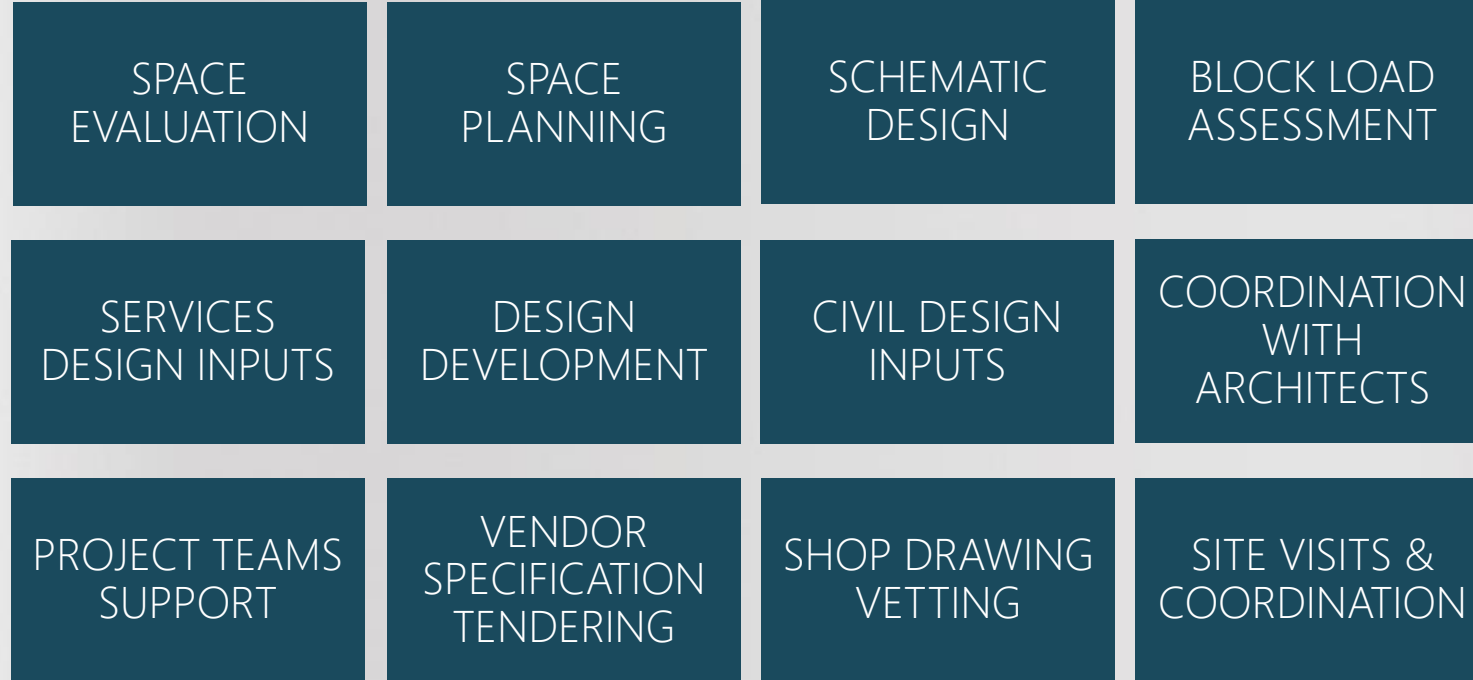 SPACE
EVALUATION
SPACE
PLANNING
SCHEMATIC
DESIGN
BLOCK LOAD
ASSESSMENT
SERVICES
DESIGN INPUTS
DESIGN
DEVELOPMENT
CIVIL DESIGN
INPUTS
COORDINATION
WITH
ARCHITECTS
PROJECT TEAMS
SUPPORT
VENDOR
SPECIFICATION
TENDERING
SHOP DRAWING
VETTING
SITE VISITS &
COORDINATION